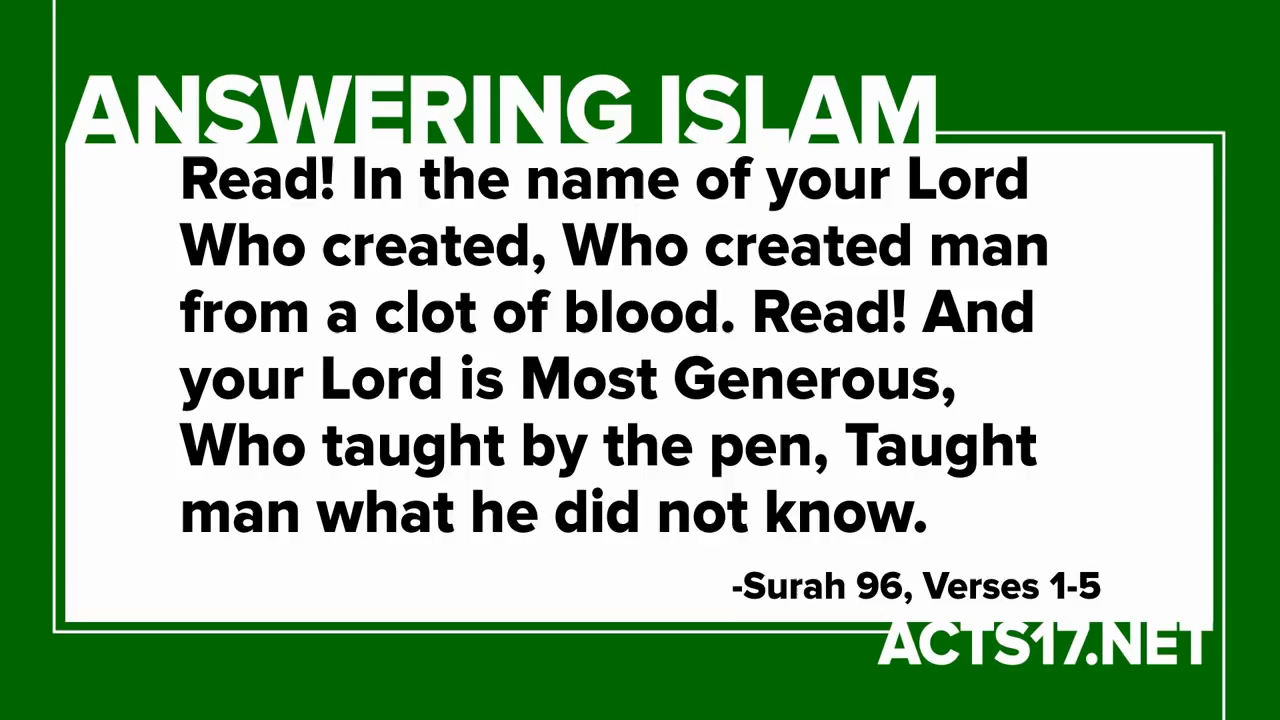 ANSWERING ISLAM
Read! In the name of your Lord
Who created, Who created man
from a clot of blood. Read! And
your Lord is Most Generous,
Who taught by the pen, Taught
man what he did not know.
-Surah 96, Verses 1-5
ACTS17.NET